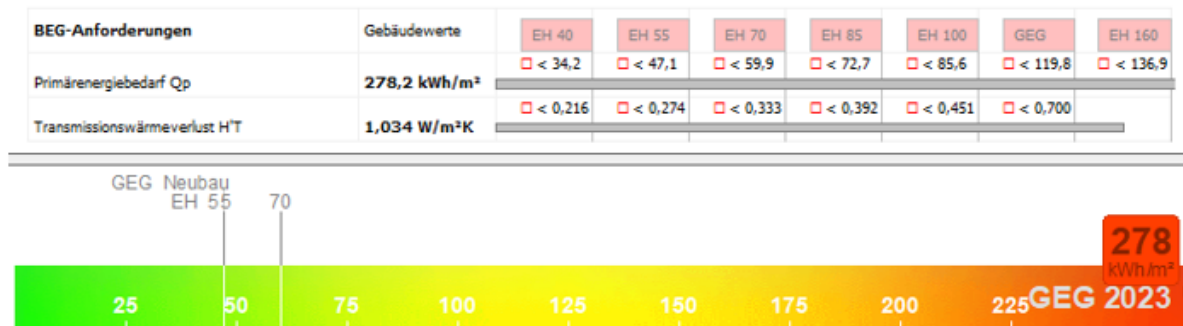 BEG-Anforderungen Gebäudewerte EH 40 EH 55 EH 70 EH 85 EH 100 GEG EH 160
< 34,2 < 47,1 < 59,9 < 72,7 < 85,6 < 119,8 < 136,9
Primärenergiebedarf Qp 278,2 kWh/m²
< 0,216 < 0,274 < 0,333 < 0,392 < 0,451 < 0,700
Transmissionswärmeverlust H'T 1,034 W/m²K
GEG Neubau
EH 55 70
278
kWh/m²
25 50 75 100 125 150 175 200 225 GEG 2023